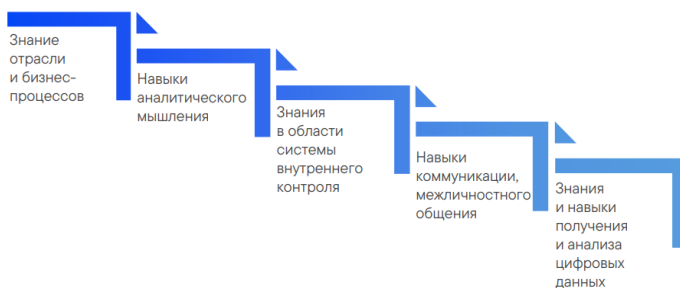 Знание
отрасли
и бизнес-
процессов
Навыки
аналитического
мышления
Знания
в области
системы
внутреннего
контроля
Навыки
коммуникации,
межличностного
общения
Знания
и навыки
получения
и анализа
цифровых
данных